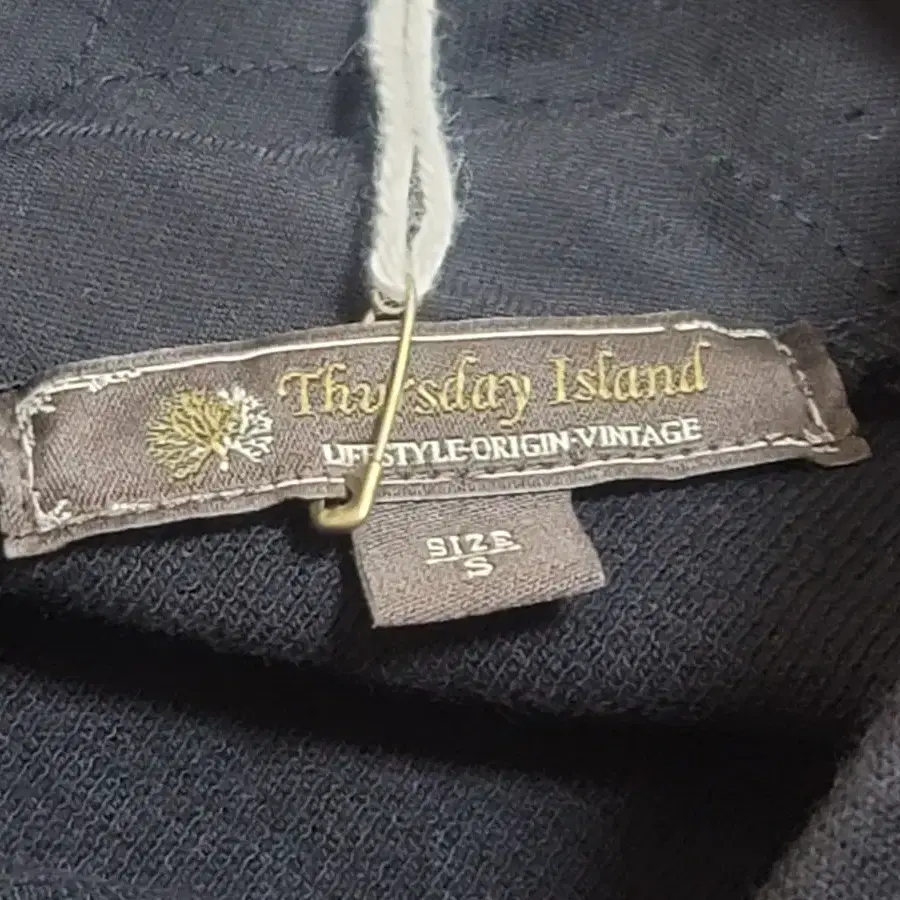 Thursday Island
LIFESTYLE·ORIGIN·VINTAGE
SIZE
S